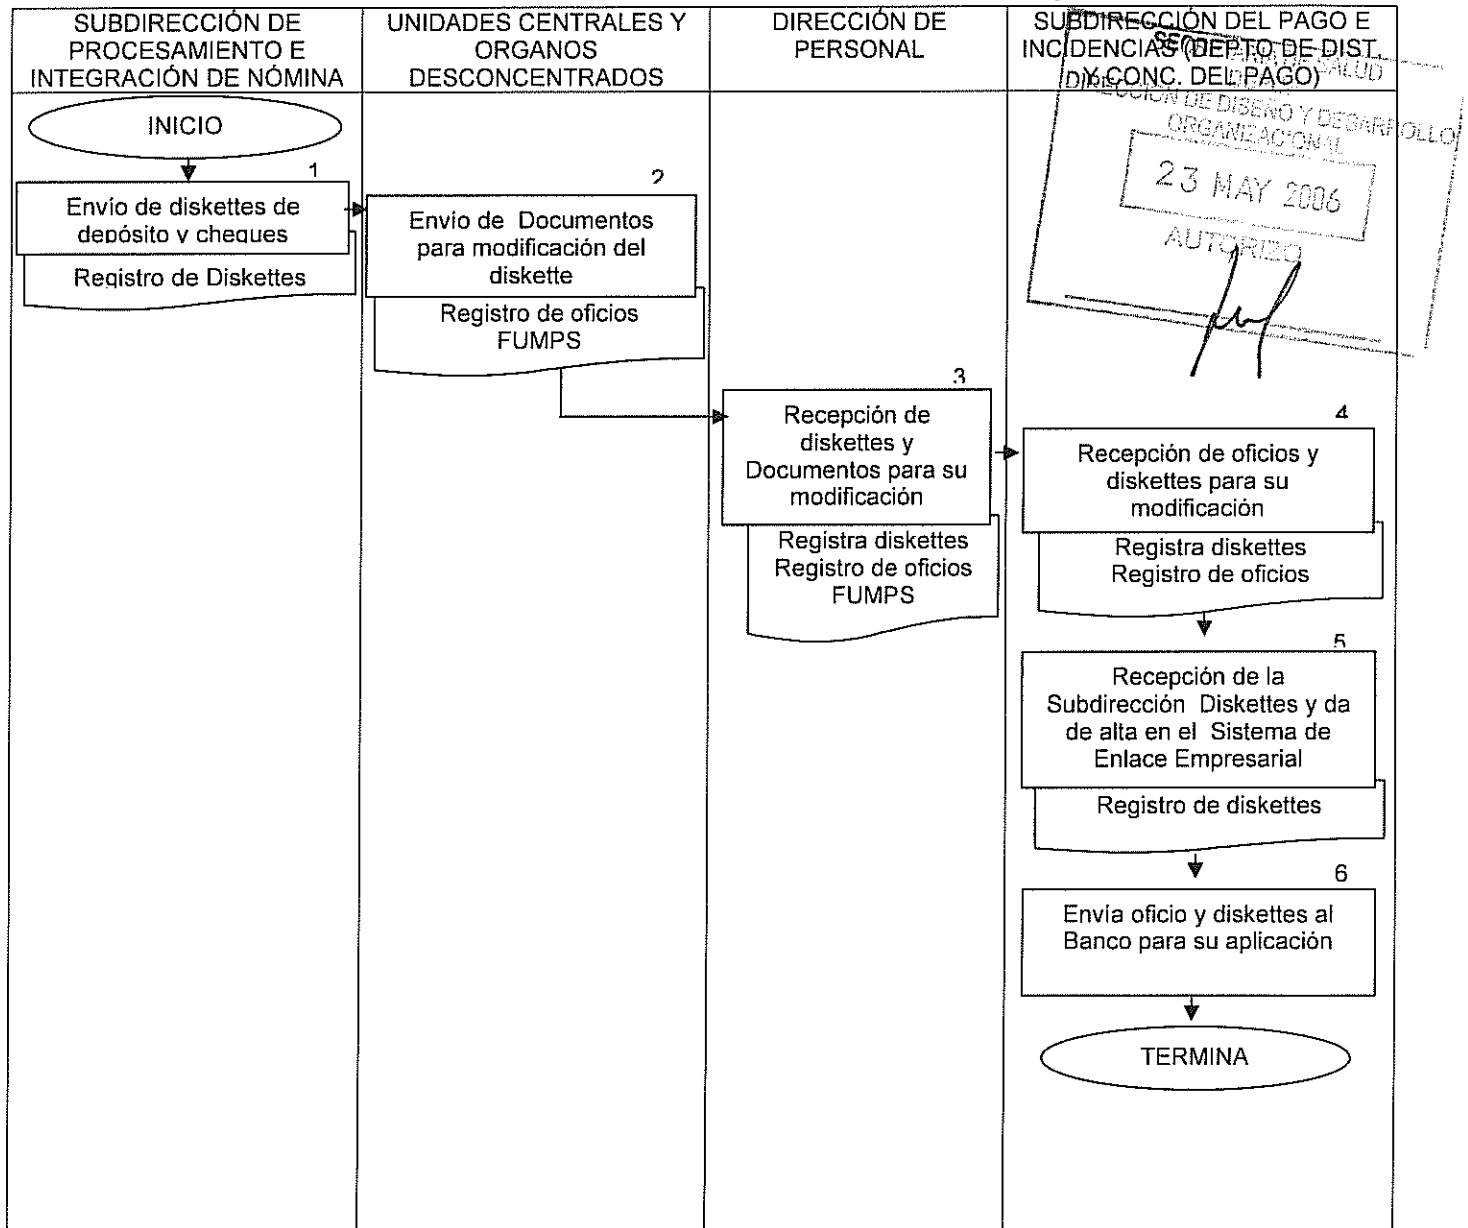 SUBDIRECCIÓN DE
PROCESAMIENTO E
INTEGRACIÓN DE NÓMINA
UNIDADES CENTRALES Y
ORGANOS
DESCONCENTRADOS
DIRECCIÓN DE
PERSONAL
SUBDIRECCIÓN DEL PAGO E
INCIDENCIAS (DEPTO. DE DIST.
Y CONC. DEL PAGO)
SALUD
DIRECCION DE DISEÑO Y DESARROLLO
ORGANIZACIONAL
23 MAY 2006
AUTORIZO
INICIO
1
Envío de diskettes de
depósito y cheques
Registro de Diskettes
2
Envio de Documentos
para modificación del
diskette
Registro de oficios
FUMPS
3
Recepción de
diskettes y
Documentos para su
modificación
Registra diskettes
Registro de oficios
FUMPS
4
Recepción de oficios y
diskettes para su
modificación
Registra diskettes
Registro de oficios
5
Recepción de la
Subdirección Diskettes y da
de alta en el Sistema de
Enlace Empresarial
Registro de diskettes
6
Envía oficio y diskettes al
Banco para su aplicación
TERMINA